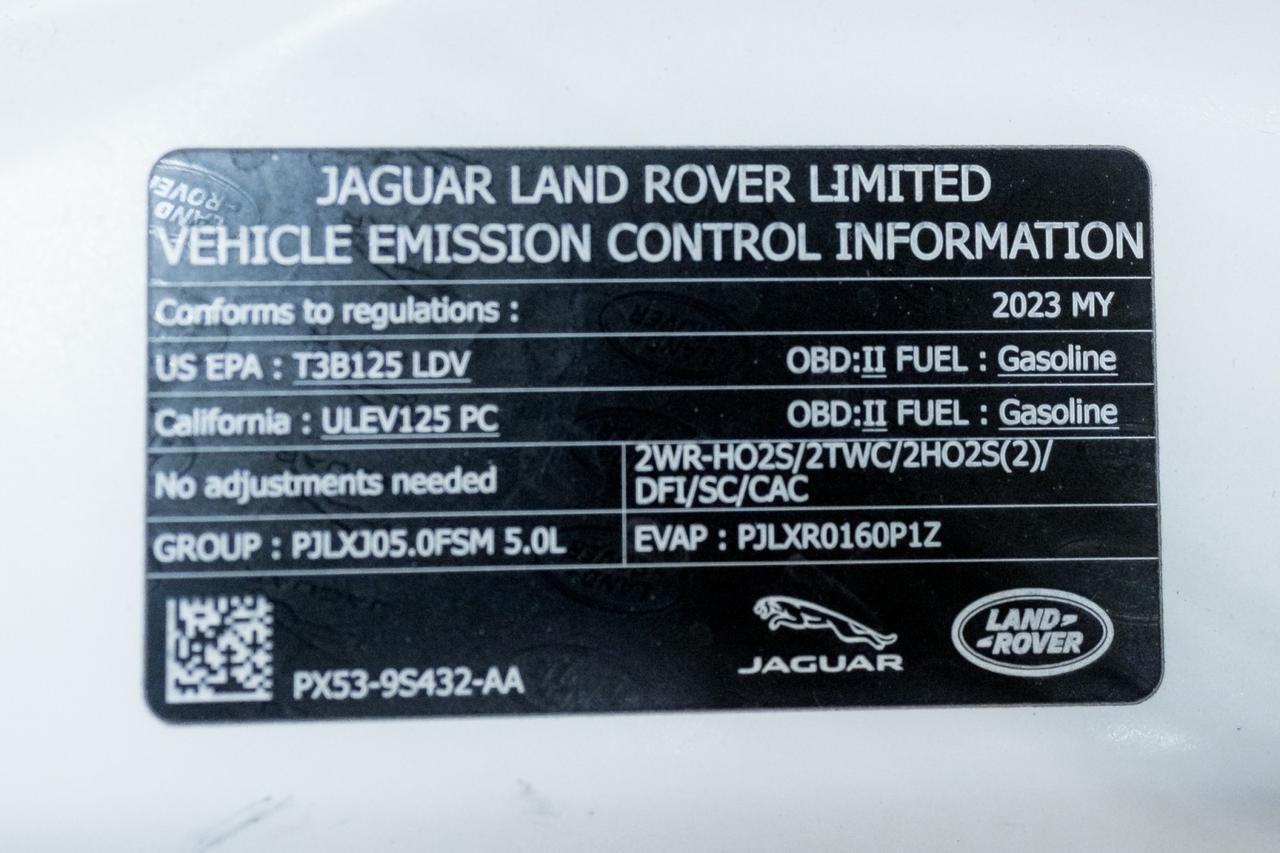 JAGUAR LAND ROVER LIMITED
VEHICLE EMISSION CONTROL INFORMATION
Conforms to regulations : 2023 MY
US EPA : T3B125 LDV OBD:II FUEL : Gasoline
California : ULEV125 PC OBD:II FUEL : Gasoline
No adjustments needed
2WR-HO2S/2TWC/2HO2S(2)/
DFI/SC/CAC
GROUP : PJLXJ05.0FSM 5.0L
EVAP : PJLXR0160P1Z
PX53-9S432-AA
JAGUAR
LAND-
-ROVER